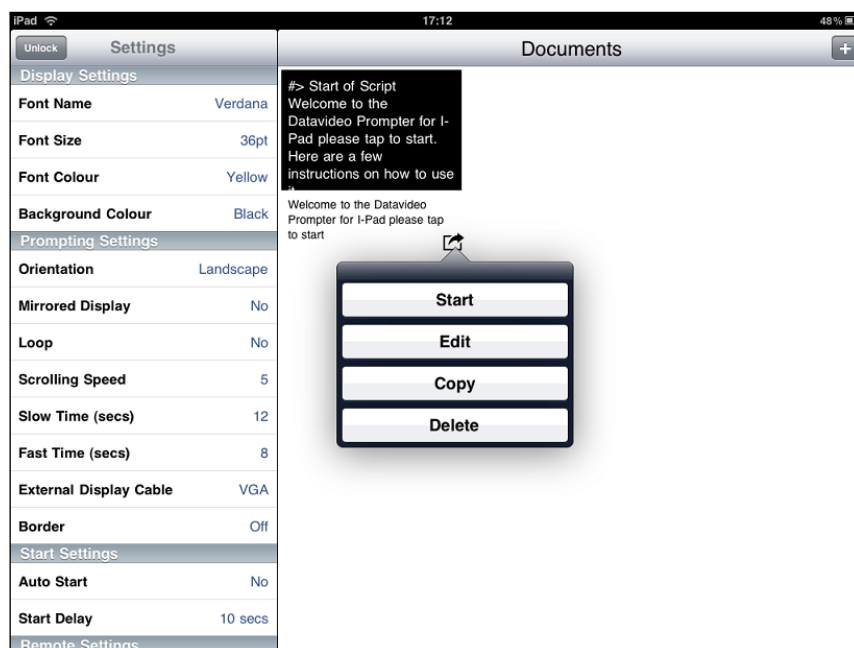 iPad 17:12 48%
Unlock Settings
Documents
+
Display Settings
Font Name Verdana
Font Size 36pt
Font Colour Yellow
Background Colour Black
Prompting Settings
Orientation Landscape
Mirrored Display No
Loop No
Scrolling Speed 5
Slow Time (secs) 12
Fast Time (secs) 8
External Display Cable VGA
Border Off
Start Settings
Auto Start No
Start Delay 10 secs
Remote Settings
#> Start of Script
Welcome to the
Datavideo Prompter for I-
Pad please tap to start.
Here are a few
instructions on how to use
Welcome to the Datavideo
Prompter for I-Pad please tap
to start
Start
Edit
Copy
Delete